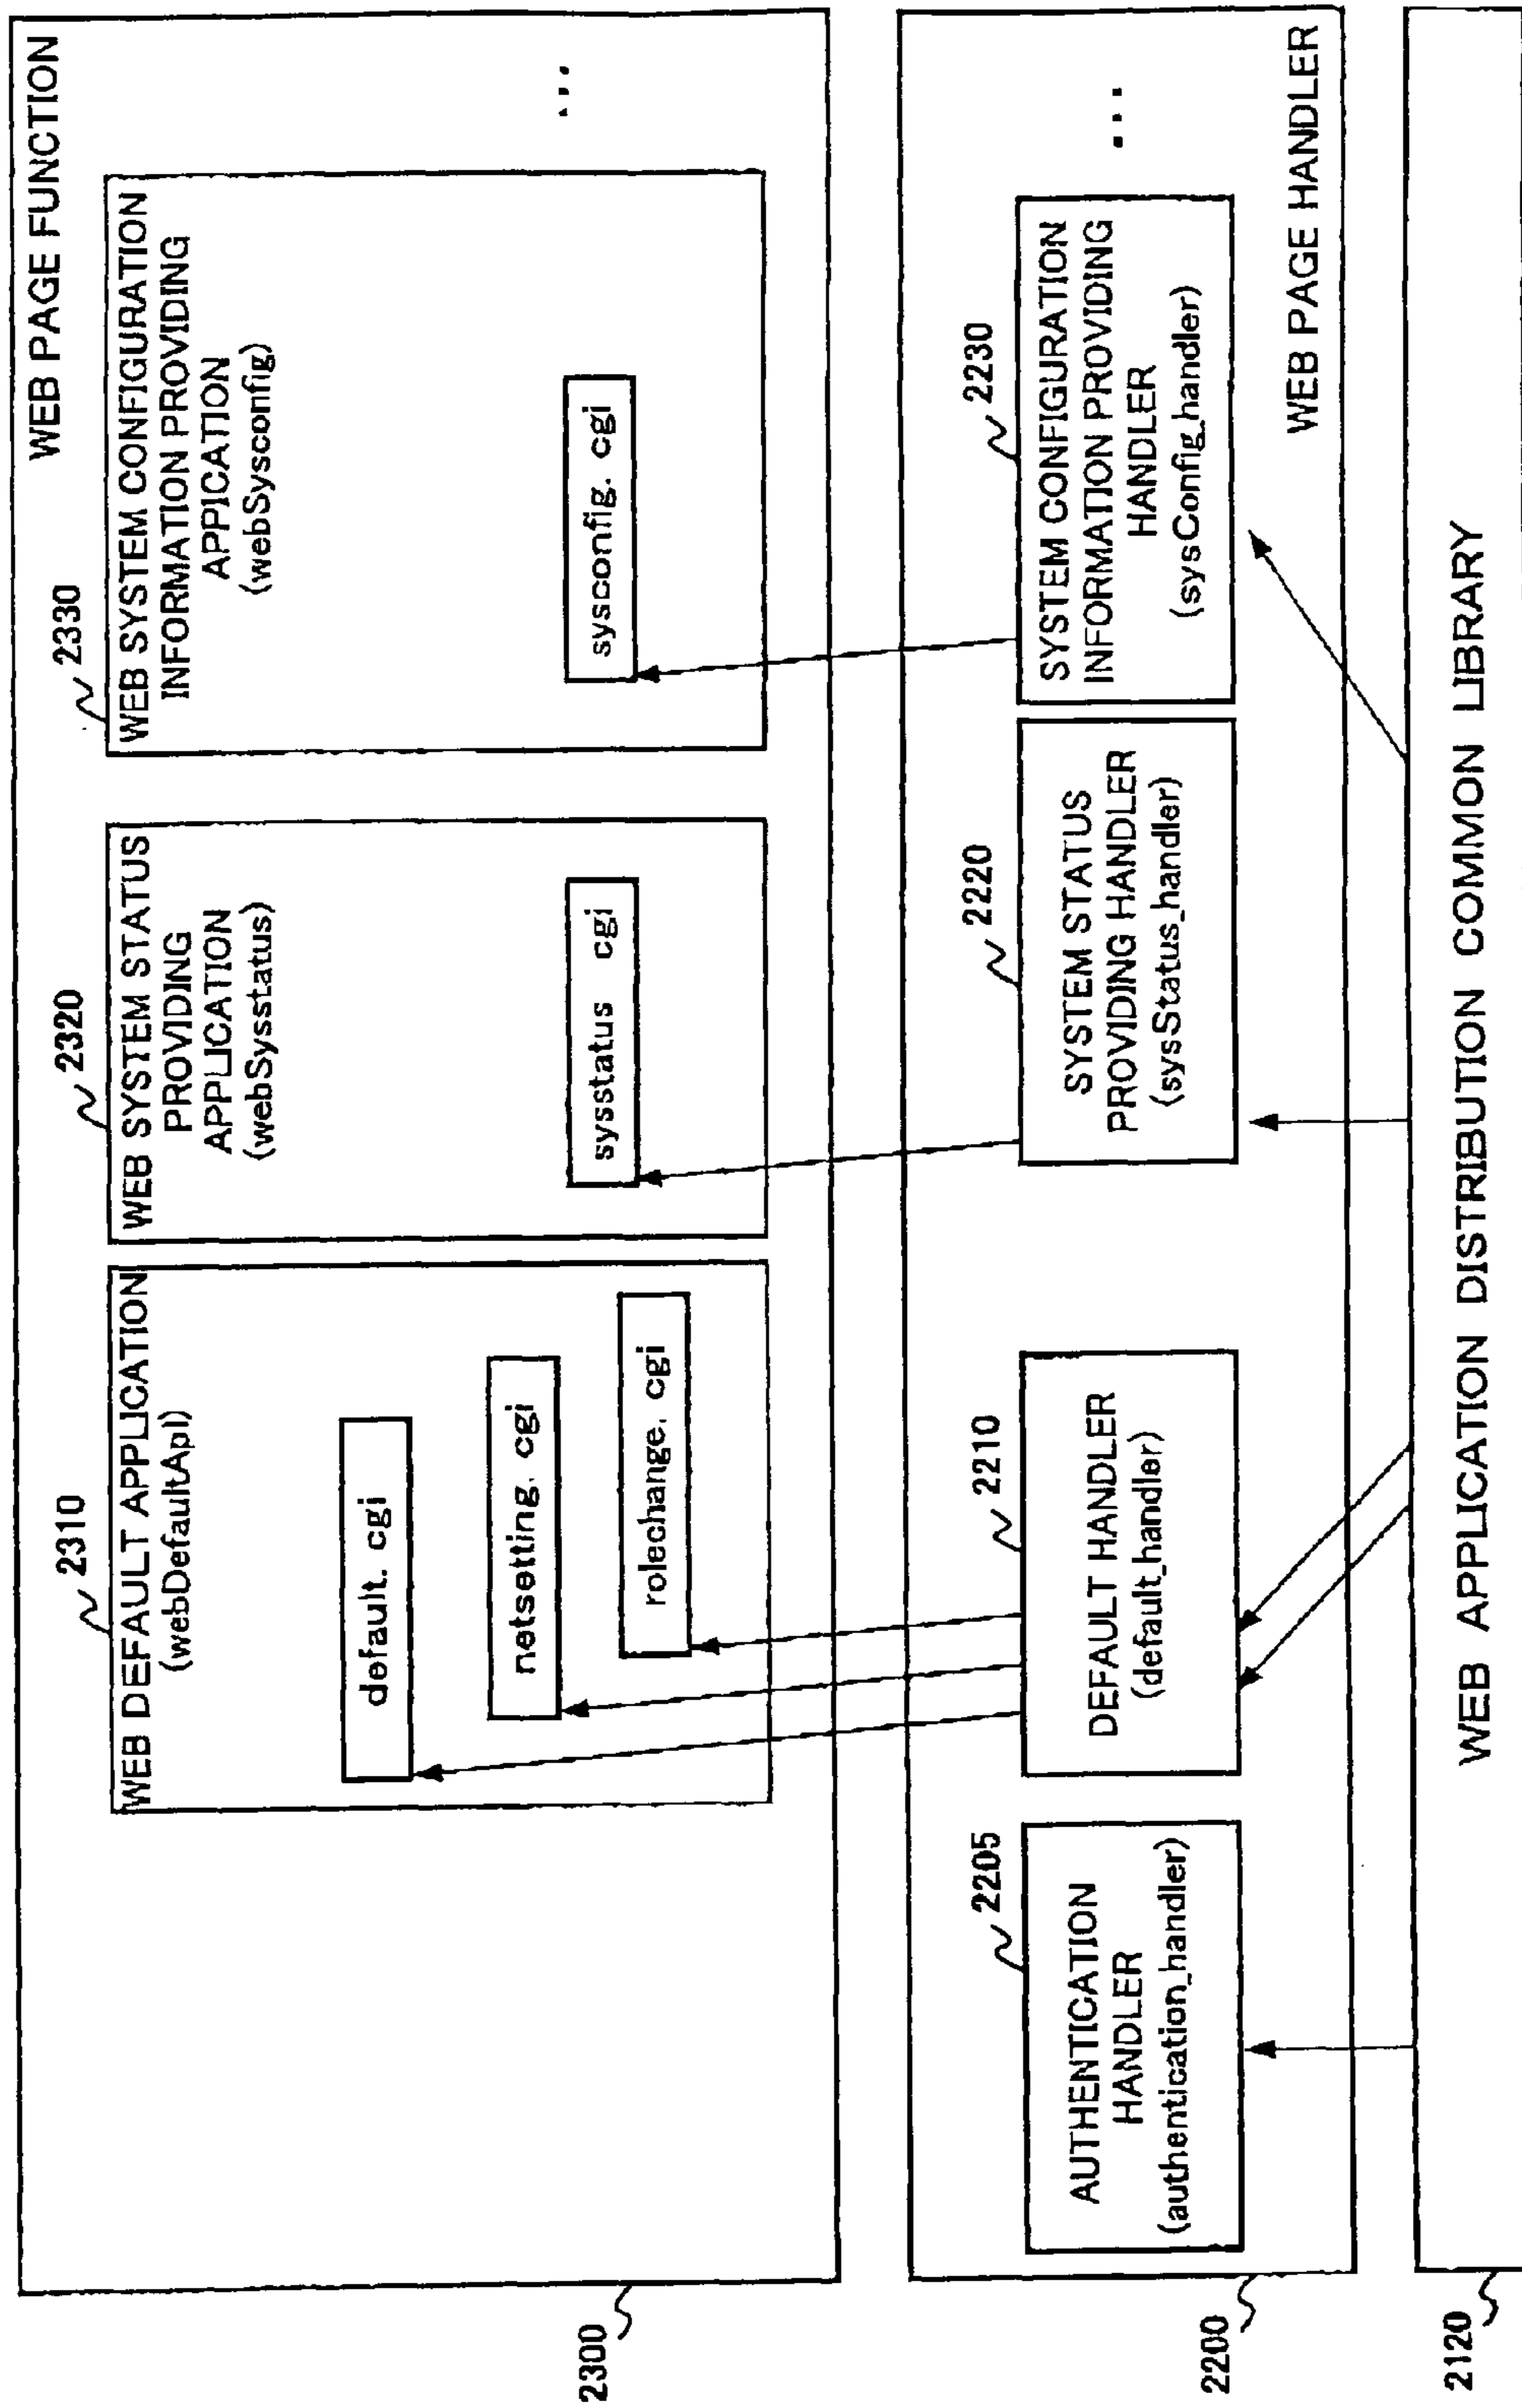 WEB PAGE FUNCTION
2310
WEB DEFAULT APPLICATION
(webDefaultApl)
default. cgi
netsetting. cgi
rolechange. cgi
2320
WEB SYSTEM STATUS
PROVIDING
APPLICATION
(webSysstatus)
sysstatus cgi
2330
WEB SYSTEM CONFIGURATION
INFORMATION PROVIDING
APPICATION
(webSysconfig)
sysconfig. cgi
...
2300
2205
AUTHENTICATION
HANDLER
(authentication_handler)
2210
DEFAULT HANDLER
(default_handler)
2220
SYSTEM STATUS
PROVIDING HANDLER
(sysStatus_handler)
2230
SYSTEM CONFIGURATION
INFORMATION PROVIDING
HANDLER
(sysConfig_handler)
...
WEB PAGE HANDLER
2200
WEB APPLICATION DISTRIBUTION COMMON LIBRARY
2120